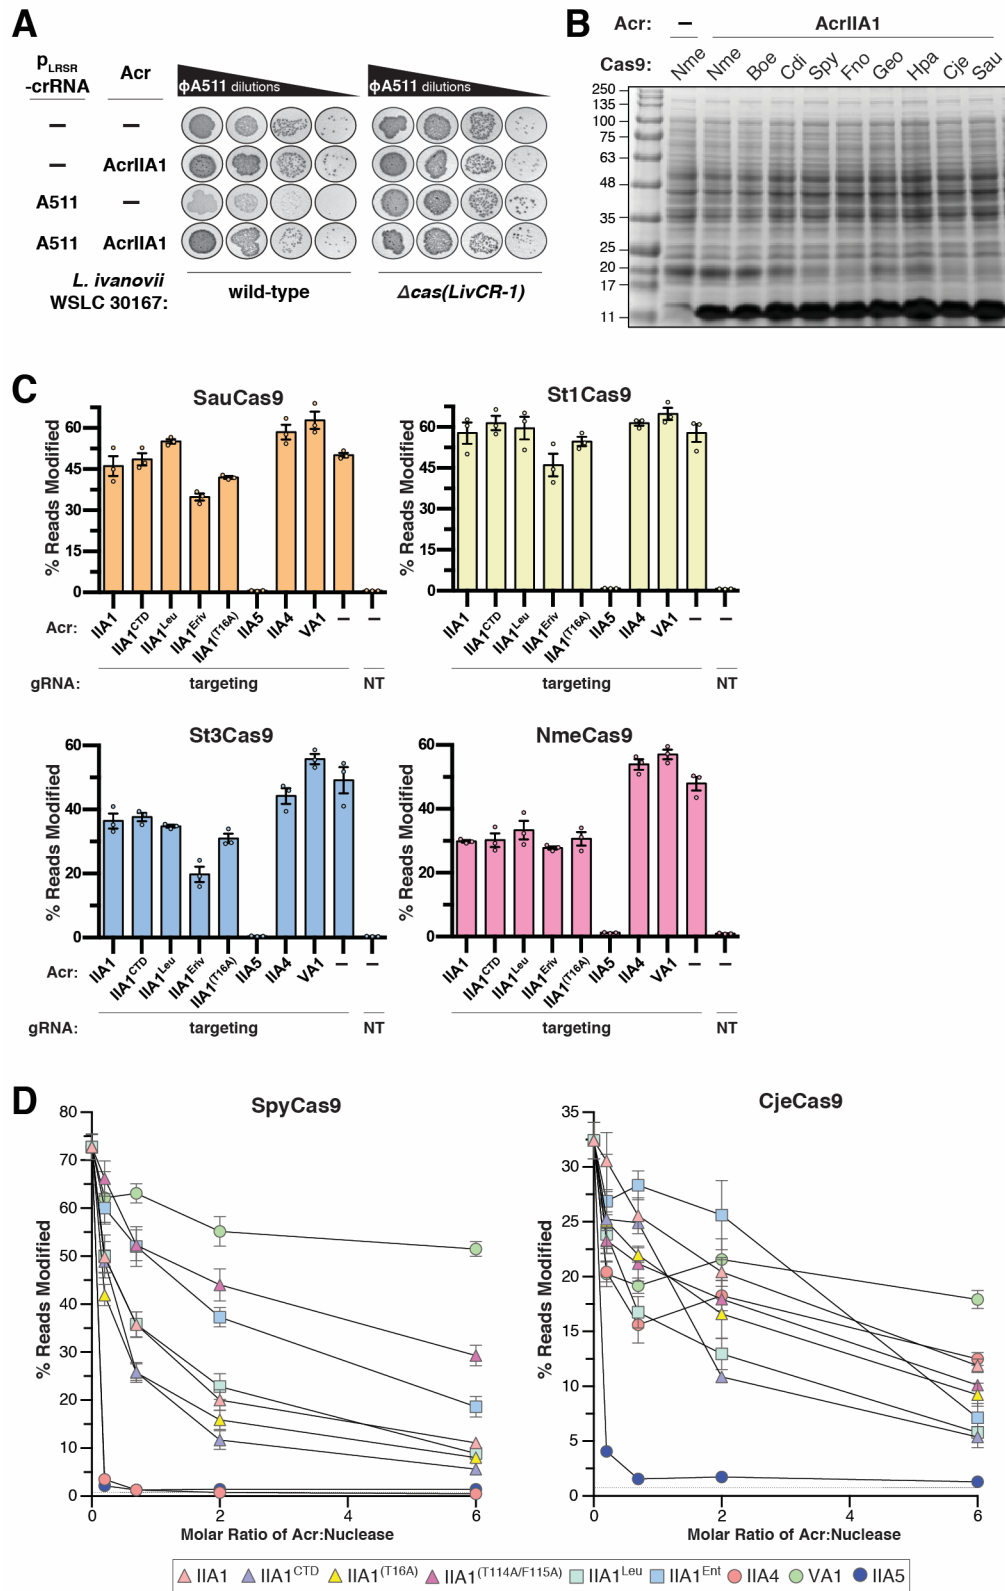 A
pLRSR-crRNA Acr
ϕA511 dilutions ϕA511 dilutions
— —
— AcrIIA1
A511 —
A511 AcrIIA1
L. ivanovii WSLC 30167: wild-type Δcas(LivCR-1)
B
Acr: — AcrIIA1
Cas9: Nme Nme Boe Cdi Spy Fno Geo Hpa Cje Sau
250
135
100
75
63
48
35
25
20
17
11
C
SauCas9
% Reads Modified
60
45
30
15
0
Acr: IIA1 IIA1CTD IIA1Leu IIA1Eriv IIA1(T16A) IIA5 IIA4 VA1 — —
gRNA: targeting NT
St1Cas9
% Reads Modified
60
45
30
15
0
IIA1 IIA1CTD IIA1Leu IIA1Eriv IIA1(T16A) IIA5 IIA4 VA1 — —
targeting NT
St3Cas9
% Reads Modified
60
40
20
0
Acr: IIA1 IIA1CTD IIA1Leu IIA1Eriv IIA1(T16A) IIA5 IIA4 VA1 — —
gRNA: targeting NT
NmeCas9
% Reads Modified
60
40
20
0
IIA1 IIA1CTD IIA1Leu IIA1Eriv IIA1(T16A) IIA5 IIA4 VA1 — —
targeting NT
D
SpyCas9
% Reads Modified
80
70
60
50
40
30
20
10
0
0 2 4 6
Molar Ratio of Acr:Nuclease
CjeCas9
% Reads Modified
35
30
25
20
15
10
5
0
0 2 4 6
Molar Ratio of Acr:Nuclease
IIA1 IIA1CTD IIA1(T16A) IIA1(T114A/F115A) IIA1Leu IIA1Ent IIA4 VA1 IIA5